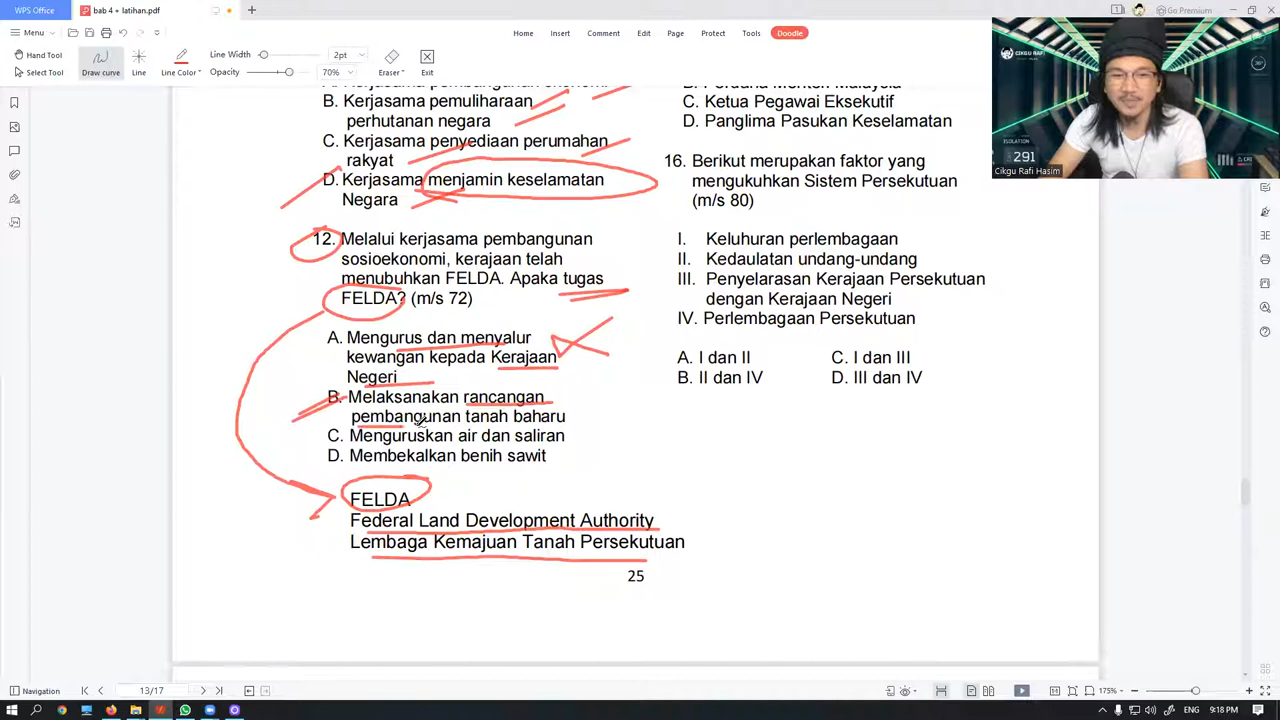 WPS Office
bab 4 + latihan.pdf
Go Premium
Menu
Home
Insert
Comment
Edit
Page
Protect
Tools
Doodle
Hand Tool
Select Tool
Draw curve
Line
Line Color
Line Width
2pt
Opacity
70%
Eraser
Exit
B. Kerjasama pemuliharaan
perhutanan negara
C. Kerjasama penyediaan perumahan
rakyat
D. Kerjasama menjamin keselamatan
Negara
12. Melalui kerjasama pembangunan
sosioekonomi, kerajaan telah
menubuhkan FELDA. Apaka tugas
FELDA? (m/s 72)
A. Mengurus dan menyalur
kewangan kepada Kerajaan
Negeri
B. Melaksanakan rancangan
pembangunan tanah baharu
C. Menguruskan air dan saliran
D. Membekalkan benih sawit
FELDA
Federal Land Development Authority
Lembaga Kemajuan Tanah Persekutuan
25
C. Ketua Pegawai Eksekutif
D. Panglima Pasukan Keselamatan
16. Berikut merupakan faktor yang
mengukuhkan Sistem Persekutuan
(m/s 80)
I. Keluhuran perlembagaan
II. Kedaulatan undang-undang
III. Penyelarasan Kerajaan Persekutuan
dengan Kerajaan Negeri
IV. Perlembagaan Persekutuan
A. I dan II
C. I dan III
B. II dan IV
D. III dan IV
CIKGU RAFI
ISOLATION
291
Cikgu Rafi Hasim
Navigation
13/17
175%
9:18 PM